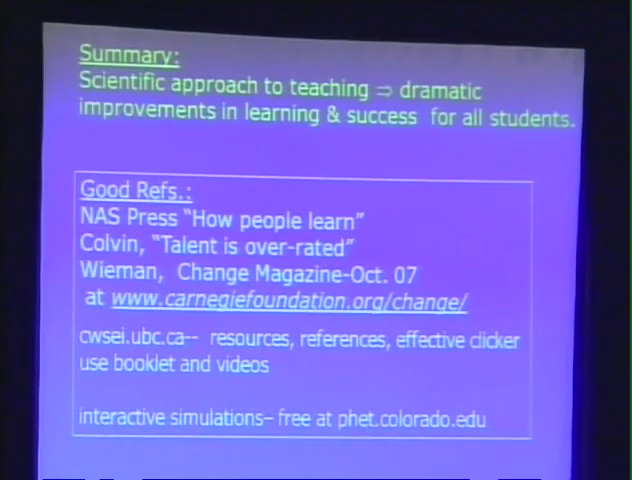 Summary:
Scientific approach to teaching ⇒ dramatic
improvements in learning & success for all students.
Good Refs.:
NAS Press "How people learn"
Colvin, "Talent is over-rated"
Wieman, Change Magazine-Oct. 07
at www.carnegiefoundation.org/change/
cwsei.ubc.ca-- resources, references, effective clicker
use booklet and videos
interactive simulations– free at phet.colorado.edu